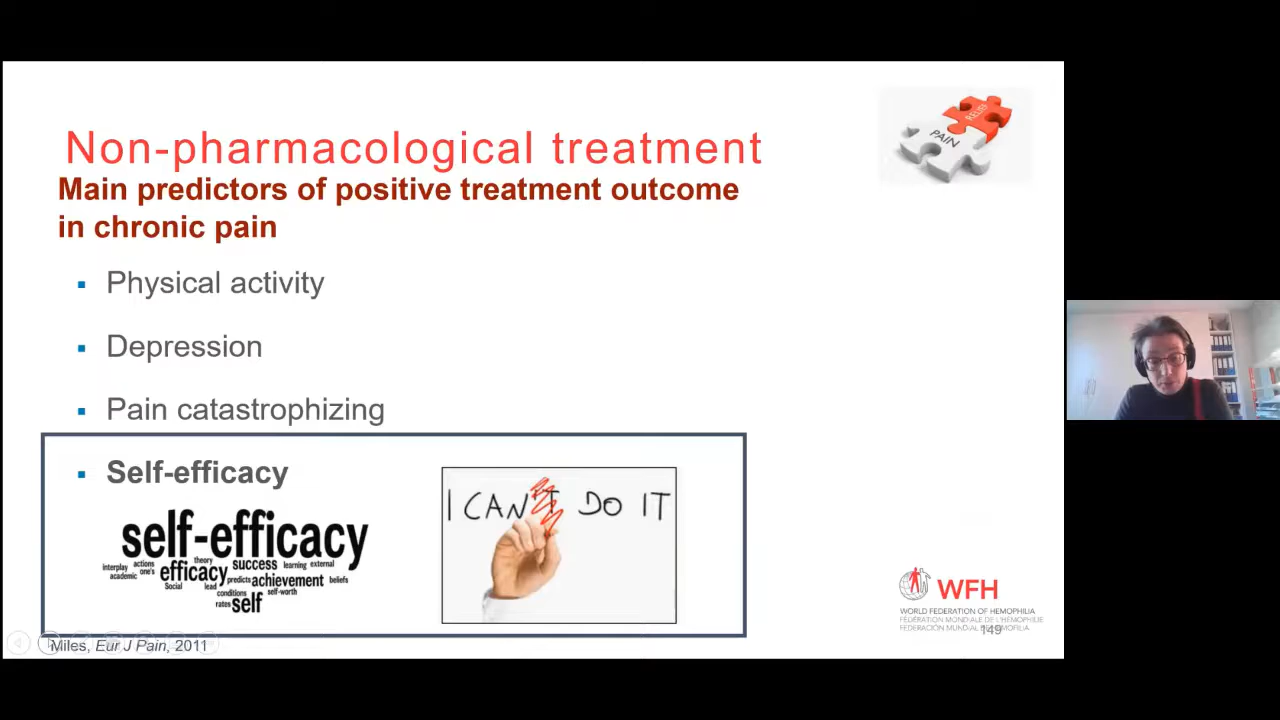 Non-pharmacological treatment
Main predictors of positive treatment outcome
in chronic pain
PAIN
RELIEF
Physical activity
Depression
Pain catastrophizing
Self-efficacy
self-efficacy
interplay actions theory success learning external
academic one's efficacy predicts achievement beliefs
Social lead conditions self-worth
rates self
I CAN'T DO IT
WFH
WORLD FEDERATION OF HEMOPHILIA
FÉDÉRATION MONDIALE DE L'HÉMOPHILIE
FEDERACIÓN MUNDIAL DE HEMOFILIA
149
Miles, Eur J Pain, 2011